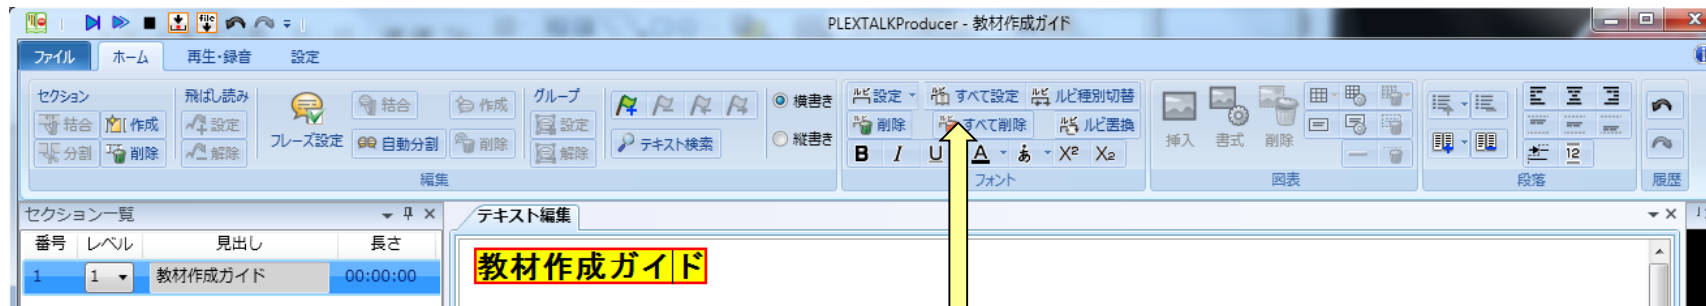 PLEXTALKProducer - 教材作成ガイド
ファイル ホーム 再生・録音 設定
セクション 飛ばし読み グループ
結合 作成 設定 フレーズ設定 結合 作成 設定
分割 削除 解除 自動分割 削除 解除 テキスト検索
横書き
縦書き
ルビ設定 ルビすべて設定 ルビ種別切替
ルビ削除 ルビすべて削除 ルビ置換
B I U A あ X² X₂
挿入 書式 削除
12
編集 フォント 図表 段落 履歴
セクション一覧 テキスト編集
番号 レベル 見出し 長さ
1 1 教材作成ガイド 00:00:00
教材作成ガイド